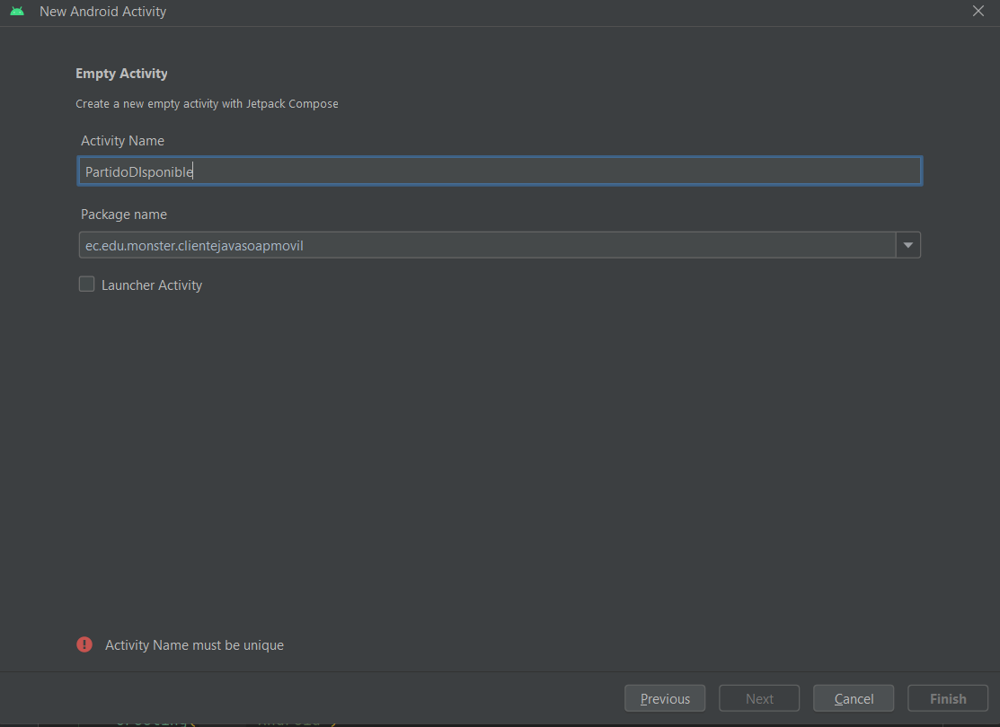 New Android Activity
Empty Activity
Create a new empty activity with Jetpack Compose
Activity Name
PartidoDIsponible
Package name
ec.edu.monster.clientejavasoapmovil
Launcher Activity
Activity Name must be unique
Previous
Next
Cancel
Finish